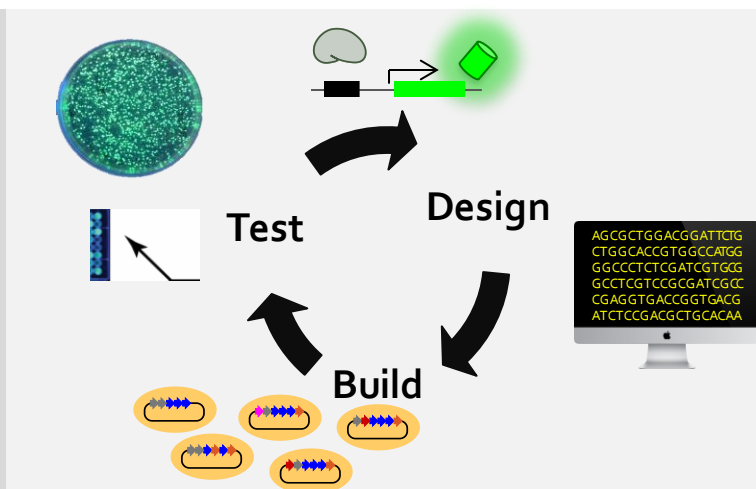 Test
Design
Build
AGCGCTGGACGGATTCTG
CTGGCACCGTGGCCATGG
GGCCCTCTCGATCGTGCG
GCCTCGTCCGCGATCGCC
CGAGGTGACCGGTGACG
ATCTCCGACGCTGCACAA